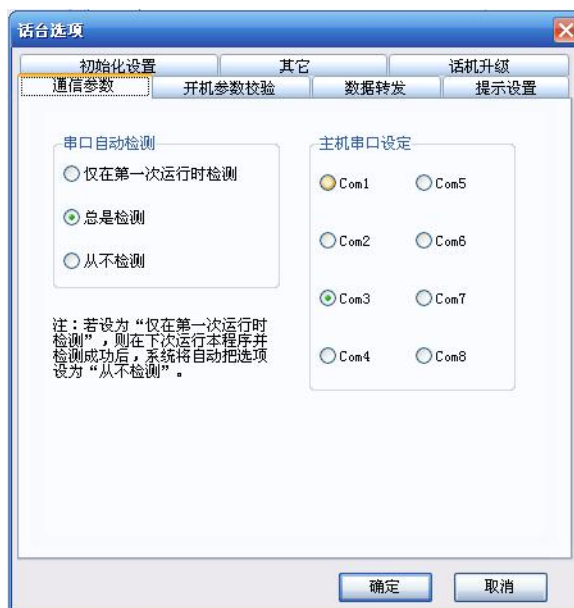 话台选项
初始化设置 其它 话机升级
通信参数 开机参数校验 数据转发 提示设置
串口自动检测
仅在第一次运行时检测
总是检测
从不检测
注：若设为“仅在第一次运行时
检测”，则在下次运行本程序并
检测成功后，系统将自动把选项
设为“从不检测”。
主机串口设定
Com1 Com5
Com2 Com6
Com3 Com7
Com4 Com8
确定 取消